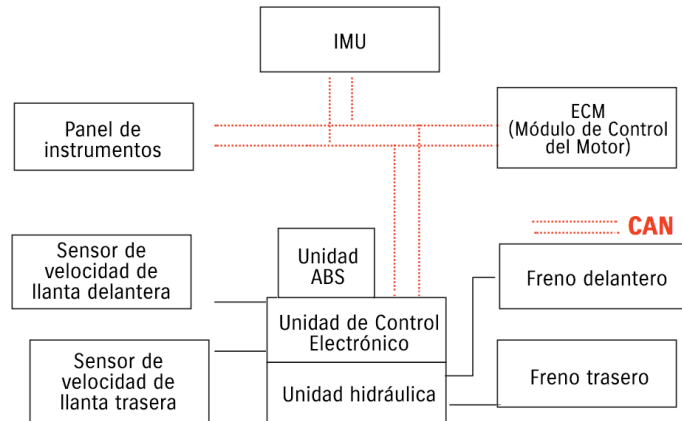 IMU
Panel de
instrumentos
ECM
(Módulo de Control
del Motor)
CAN
Sensor de
velocidad de
llanta delantera
Unidad
ABS
Freno delantero
Unidad de Control
Electrónico
Sensor de
velocidad de
llanta trasera
Unidad hidráulica
Freno trasero